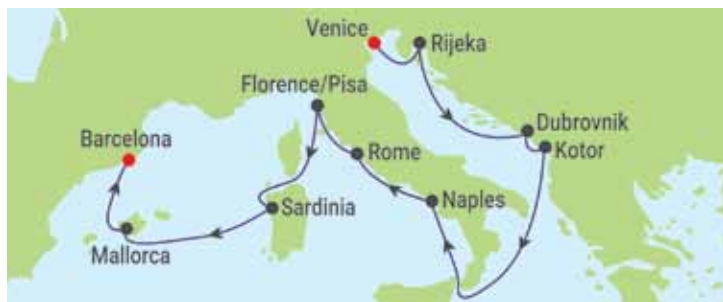 Venice
Rijeka
Florence/Pisa
Dubrovnik
Barcelona
Kotor
Rome
Naples
Sardinia
Mallorca